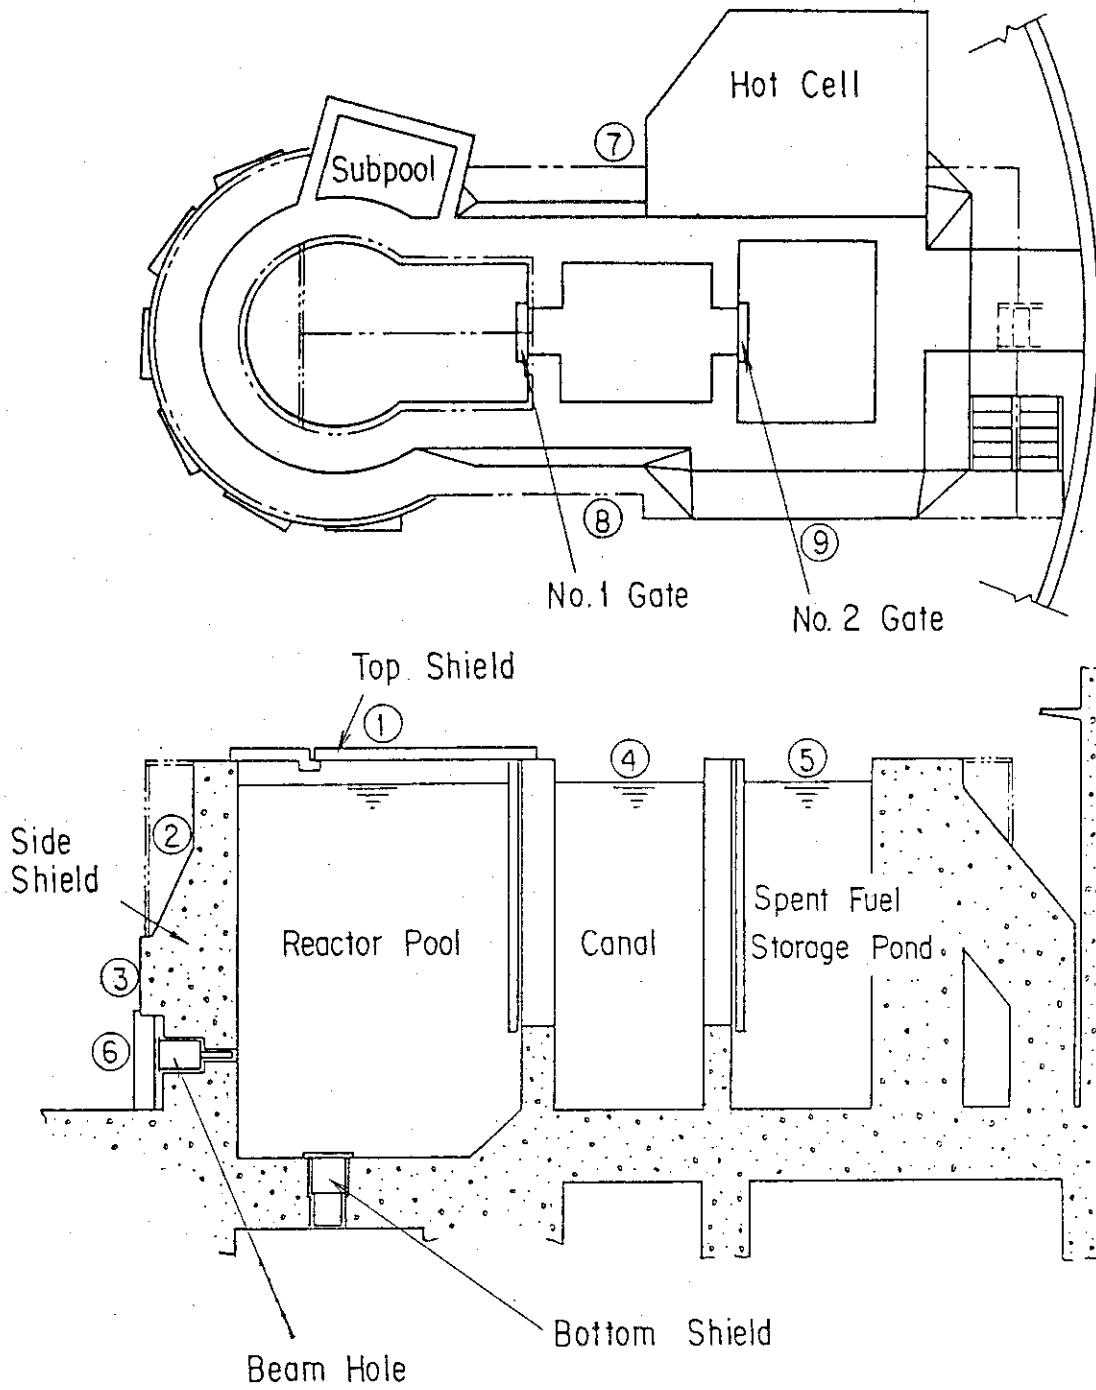 Hot Cell
⑦
Subpool
⑧
⑨
No.1 Gate
No. 2 Gate
Top Shield
①
④
⑤
②
Side
Shield
Spent Fuel
Storage Pond
Reactor Pool
Canal
③
⑥
Bottom Shield
Beam Hole